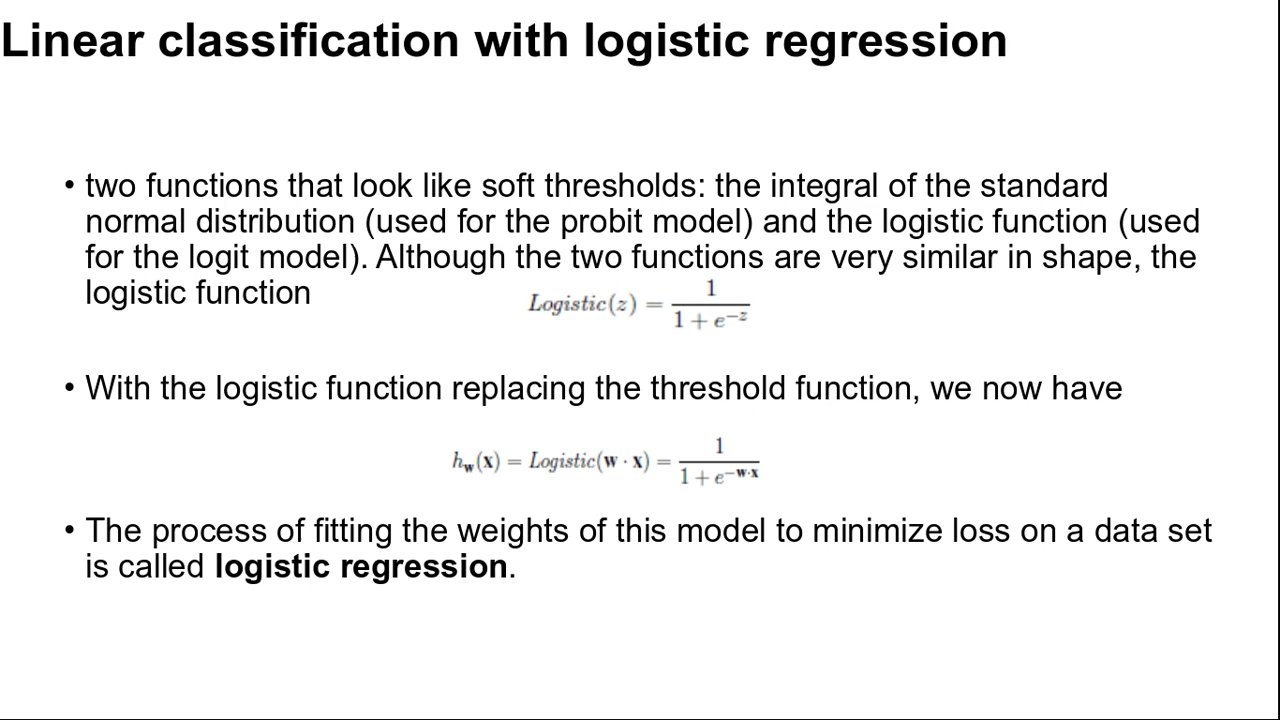 Linear classification with logistic regression
• two functions that look like soft thresholds: the integral of the standard
normal distribution (used for the probit model) and the logistic function (used
for the logit model). Although the two functions are very similar in shape, the
logistic function
Logistic(z) = 1 / (1 + e^{−z})
• With the logistic function replacing the threshold function, we now have
h_w(x) = Logistic(w · x) = 1 / (1 + e^{−w·x})
• The process of fitting the weights of this model to minimize loss on a data set
is called logistic regression.